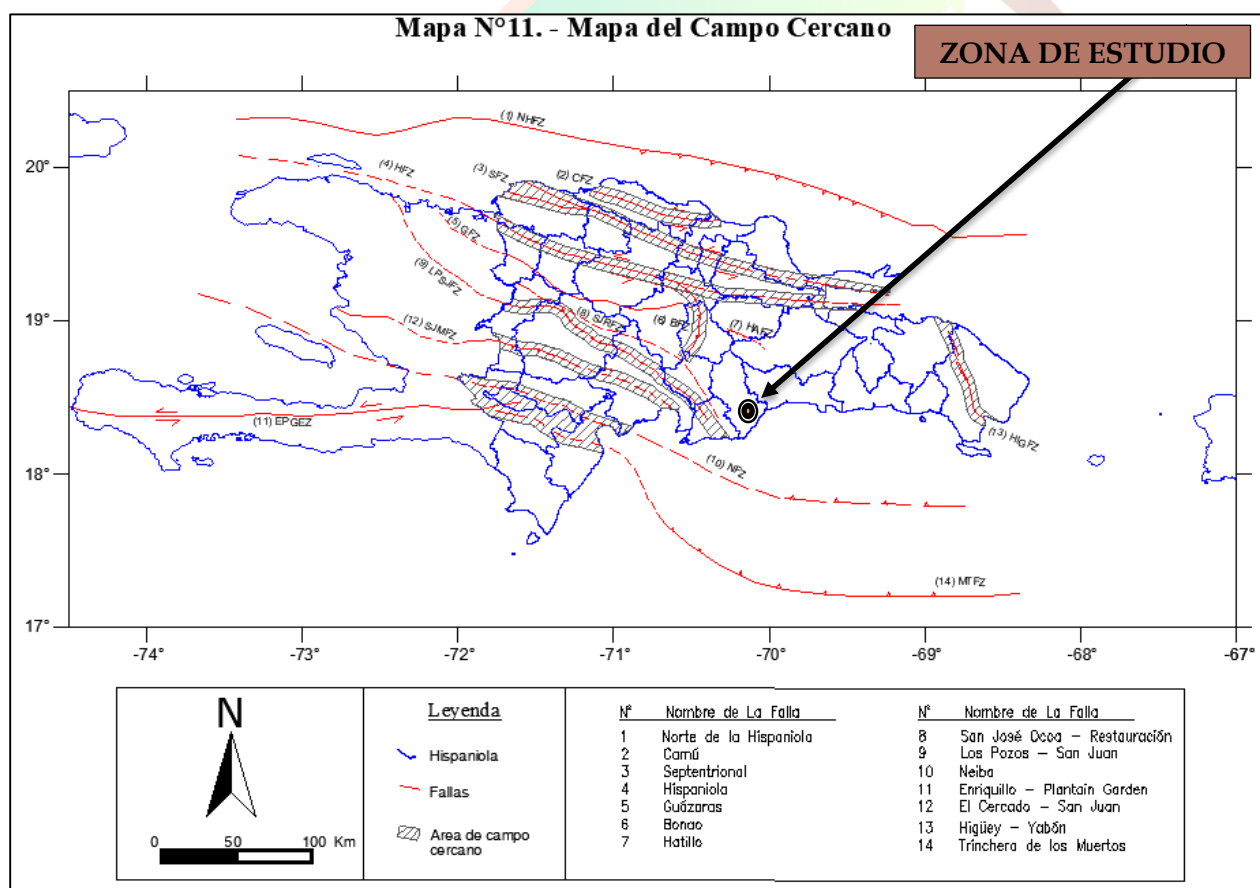 Mapa N°11. - Mapa del Campo Cercano
ZONA DE ESTUDIO
20°
19°
18°
17°
-74°
-73°
-72°
-71°
-70°
-69°
-68°
-67°
(1) NHFZ
(4) HFZ
(3) SFZ
(2) CFZ
(5) GFZ
(9) LPSJFZ
(12) SJMFZ
(8) SJRFZ
(6) BFZ
(7) HAFZ
(11) EPGEZ
(10) NFZ
(13) HIGFZ
(14) MTFZ
N
0 50 100 Km
Leyenda
Hispaniola
Fallas
Area de campo
cercano
N° Nombre de La Falla
1 Norte de la Hispaniola
2 Camú
3 Septentrional
4 Hispaniola
5 Guázaras
6 Bonao
7 Hatillo
N° Nombre de La Falla
8 San José Ocoa – Restauración
9 Los Pozos – San Juan
10 Neiba
11 Enriquillo – Plantain Garden
12 El Cercado – San Juan
13 Higüey – Yabón
14 Trinchera de los Muertos